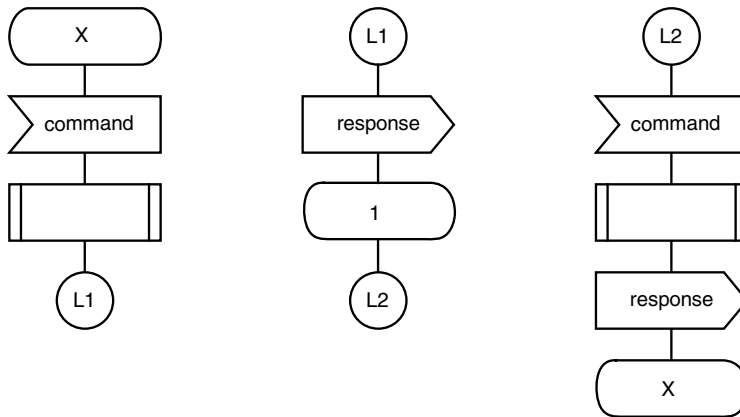 X
command
L1
L1
response
1
L2
L2
command
response
X